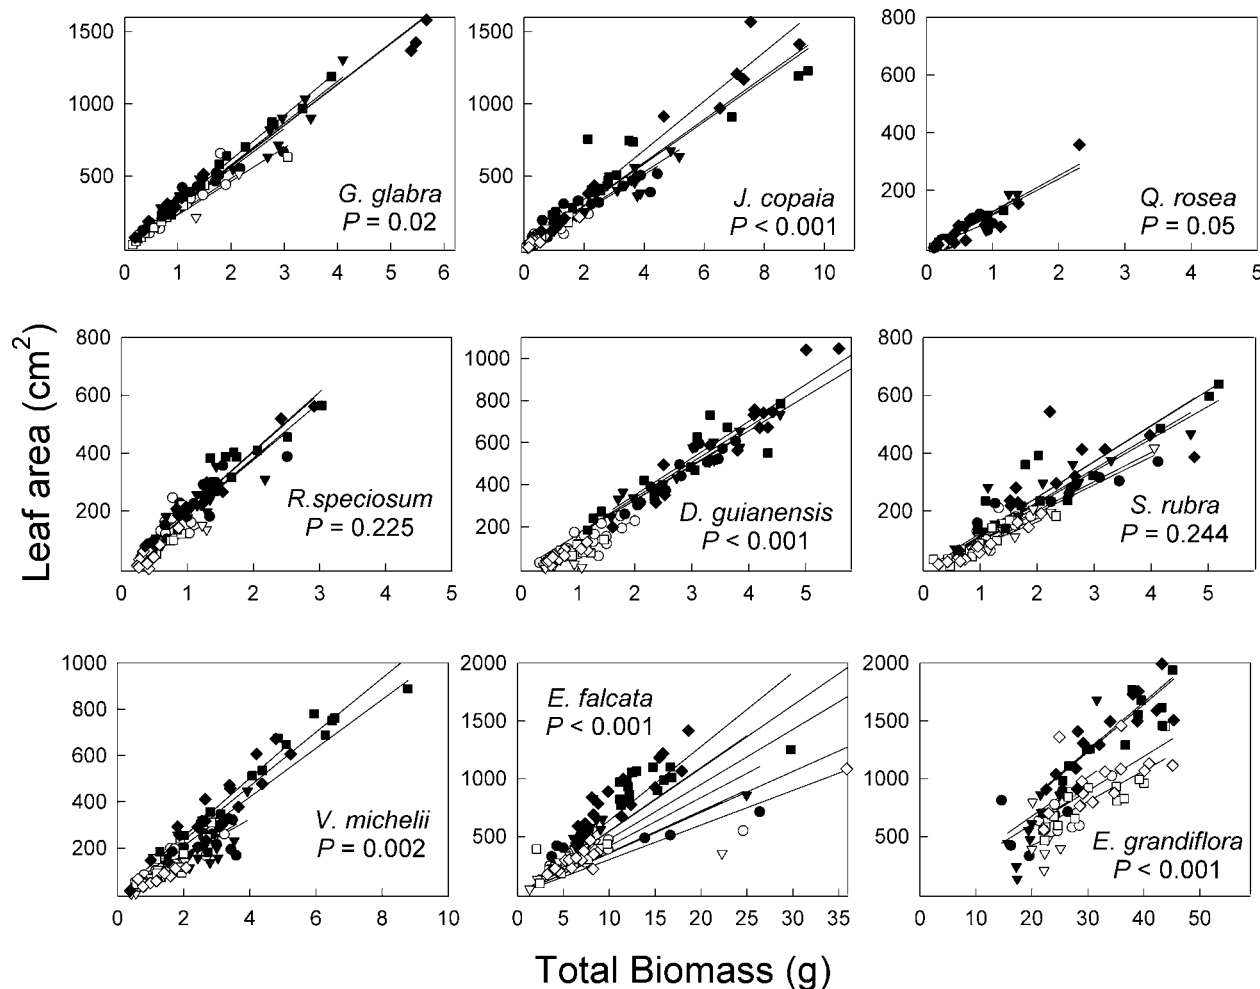 1500
1000
500
0 1 2 3 4 5 6
G. glabra
P = 0.02
1500
1000
500
0 2 4 6 8 10
J. copaia
P < 0.001
800
600
400
200
0 1 2 3 4 5
Q. rosea
P = 0.05
Leaf area (cm²)
800
600
400
200
0 1 2 3 4 5
R.speciosum
P = 0.225
1000
800
600
400
200
0 1 2 3 4 5
D. guianensis
P < 0.001
800
600
400
200
0 1 2 3 4 5
S. rubra
P = 0.244
1000
800
600
400
200
0 2 4 6 8 10
V. michelii
P = 0.002
2000
1500
1000
500
0 5 10 15 20 25 30 35
E. falcata
P < 0.001
2000
1500
1000
500
0 10 20 30 40 50
E. grandiflora
P < 0.001
Total Biomass (g)